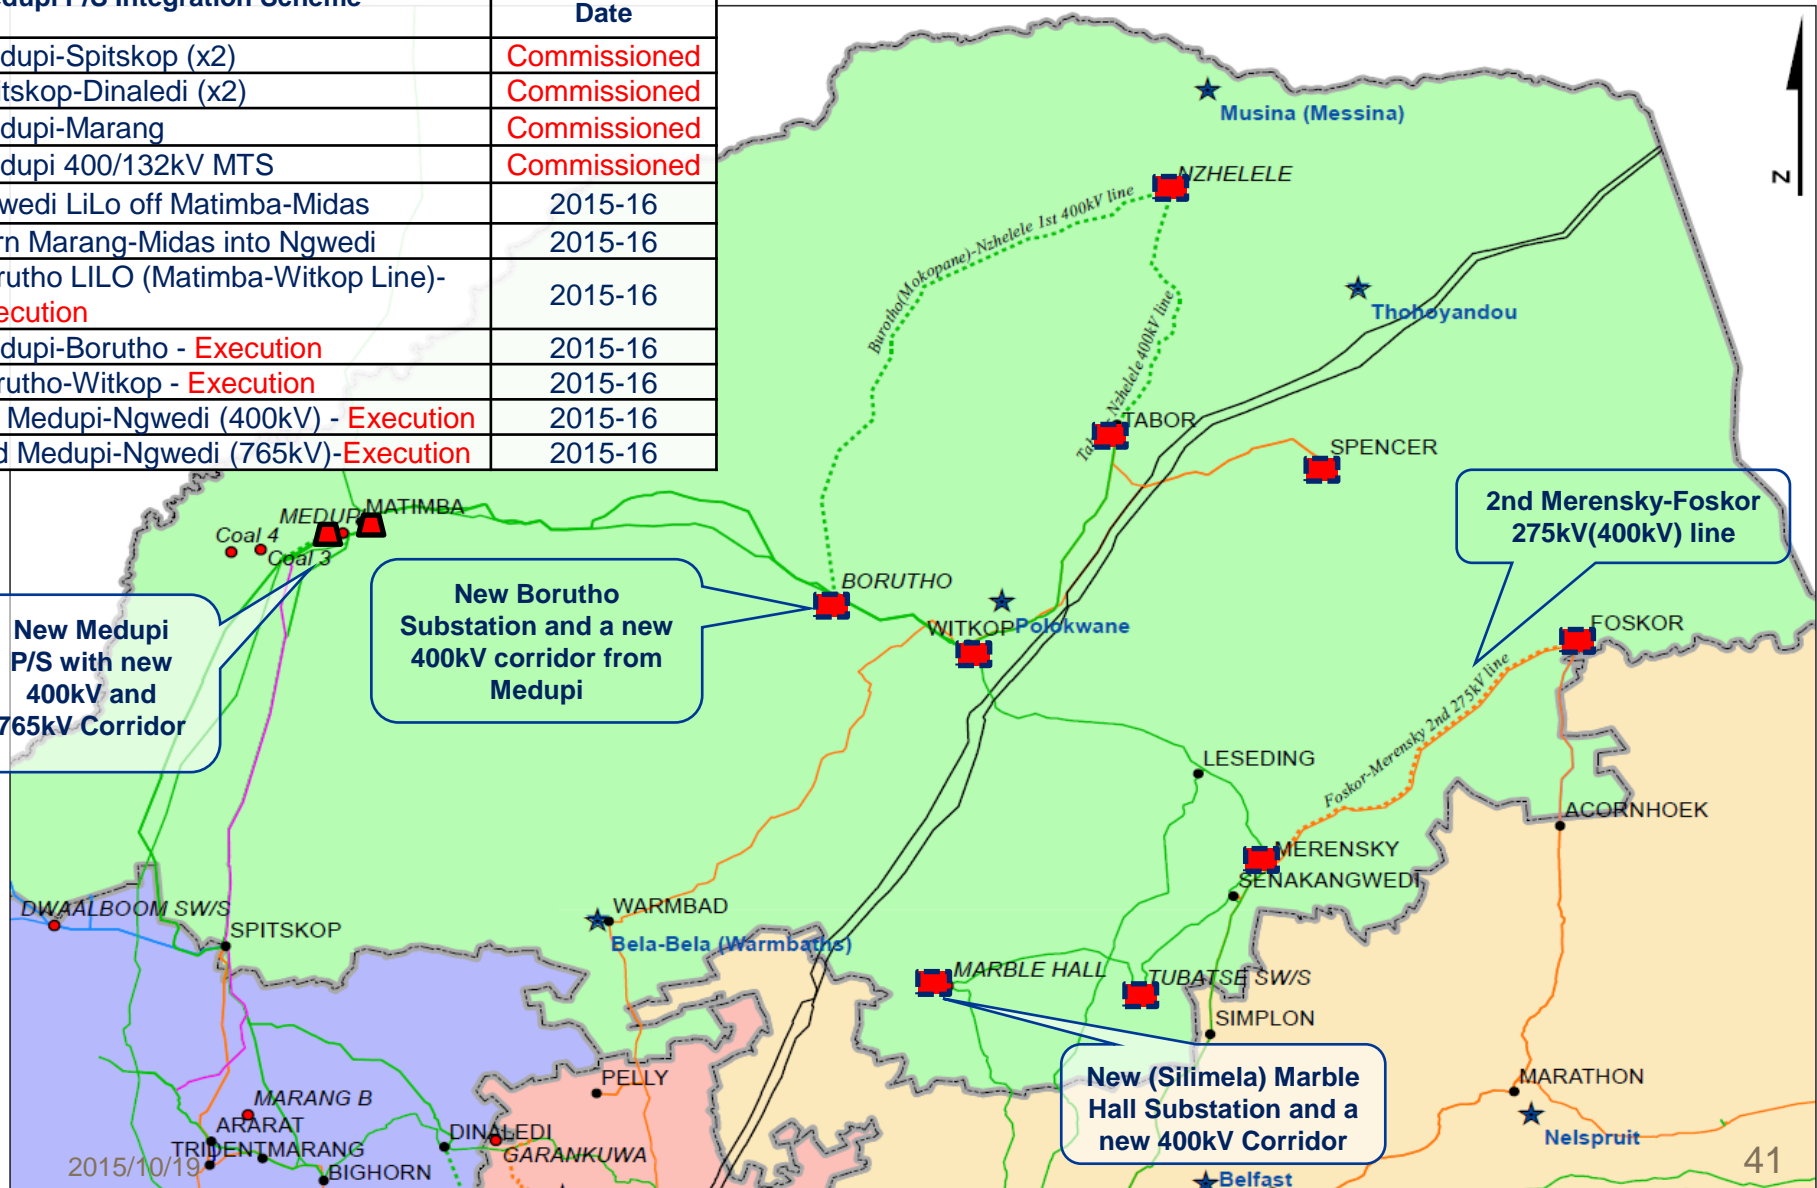 edupi P/S Integration Scheme
Date
dupi-Spitskop (x2)
Commissioned
itskop-Dinaledi (x2)
Commissioned
dupi-Marang
Commissioned
dupi 400/132kV MTS
Commissioned
wedi LiLo off Matimba-Midas
2015-16
rn Marang-Midas into Ngwedi
2015-16
rutho LILO (Matimba-Witkop Line)-
ecution
2015-16
dupi-Borutho - Execution
2015-16
rutho-Witkop - Execution
2015-16
Medupi-Ngwedi (400kV) - Execution
2015-16
d Medupi-Ngwedi (765kV)-Execution
2015-16
Musina (Messina)
Z
NZHELELE
Burotho(Mokopane)-Nzhelele 1st 400kV line
Thohoyandou
Nzhelele 400kV line
TABOR
SPENCER
2nd Merensky-Foskor
275kV(400kV) line
MATIMBA
MEDUP
Coal 4
Coal 3
New Borutho
Substation and a new
400kV corridor from
Medupi
BORUTHO
WITKOP
Polokwane
FOSKOR
New Medupi
P/S with new
400kV and
765kV Corridor
Foskor-Merensky 2nd 275kV line
LESEDING
ACORNHOEK
MERENSKY
SENAKANGWEDI
DWAALBOOM SW/S
SPITSKOP
WARMBAD
Bela-Bela (Warmbaths)
MARBLE HALL
TUBATSE SW/S
SIMPLON
New (Silimela) Marble
Hall Substation and a
new 400kV Corridor
PELLY
MARATHON
Nelspruit
MARANG B
ARARAT
TRIDENT
MARANG
BIGHORN
DINALEDI
GARANKUWA
Belfast
2015/10/19
41